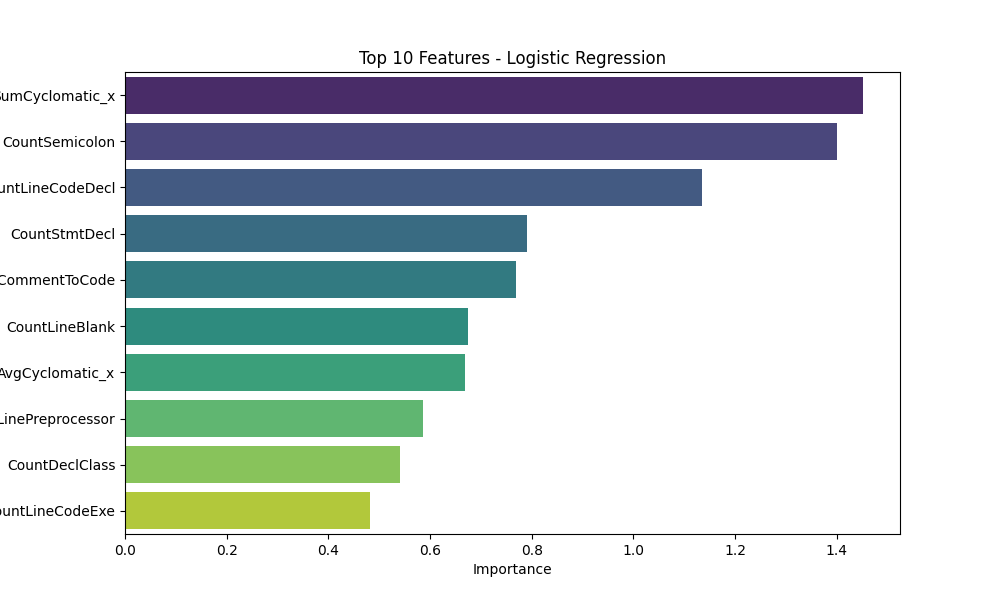 Top 10 Features - Logistic Regression
SumCyclomatic_x
CountSemicolon
untLineCodeDecl
CountStmtDecl
CommentToCode
CountLineBlank
AvgCyclomatic_x
LinePreprocessor
CountDeclClass
ountLineCodeExe
0.0 0.2 0.4 0.6 0.8 1.0 1.2 1.4
Importance